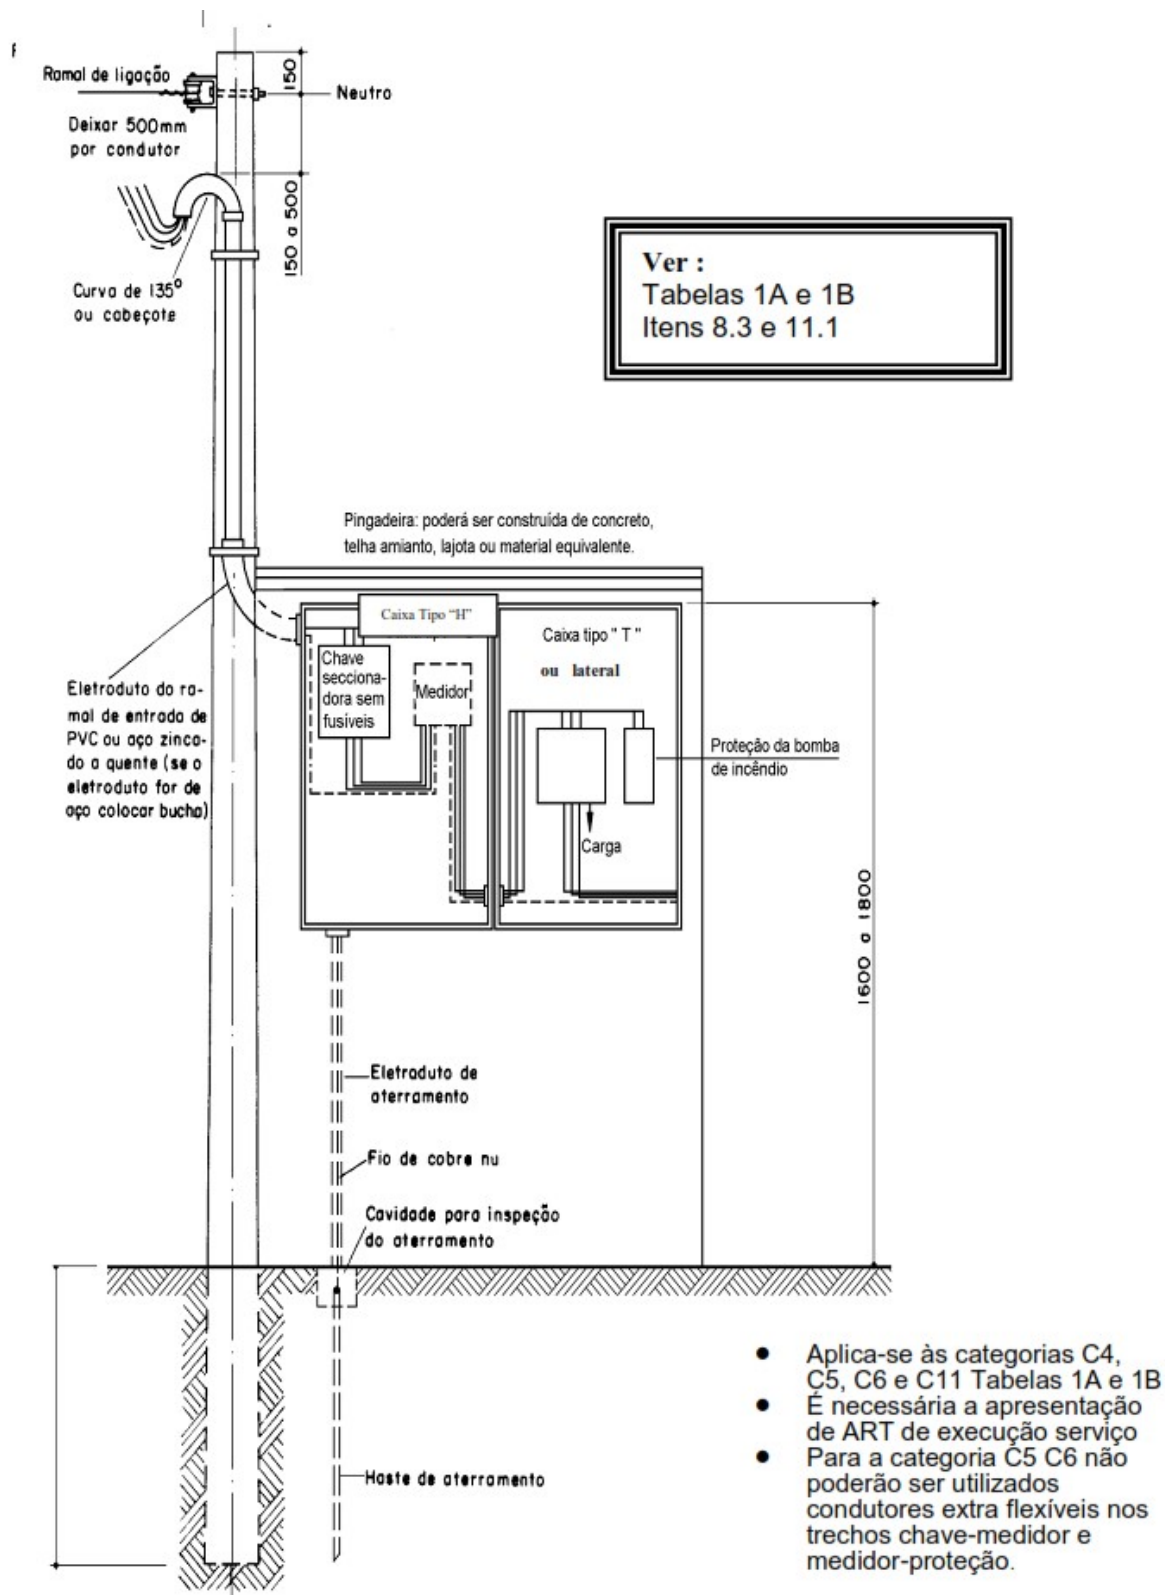 Ramal de ligação
150
Neutro
Deixar 500mm
por condutor
150 a 500
Curva de 135°
ou cabeçote
Ver :
Tabelas 1A e 1B
Itens 8.3 e 11.1
Pingadeira: poderá ser construída de concreto,
telha amianto, lajota ou material equivalente.
Caixa Tipo “H”
Caixa tipo " T "
ou lateral
Chave
secciona-
dora sem
fusiveis
Medidor
Eletroduto do ra-
mal de entrada de
PVC ou aço zinca-
do a quente (se o
eletroduto for de
aço colocar bucha)
Proteção da bomba
de incêndio
Carga
1600 a 1800
Eletroduto de
aterramento
Fio de cobre nu
Cavidade para inspeção
do aterramento
Haste de aterramento
● Aplica-se às categorias C4,
C5, C6 e C11 Tabelas 1A e 1B
● É necessária a apresentação
de ART de execução serviço
● Para a categoria C5 C6 não
poderão ser utilizados
condutores extra flexíveis nos
trechos chave-medidor e
medidor-proteção.